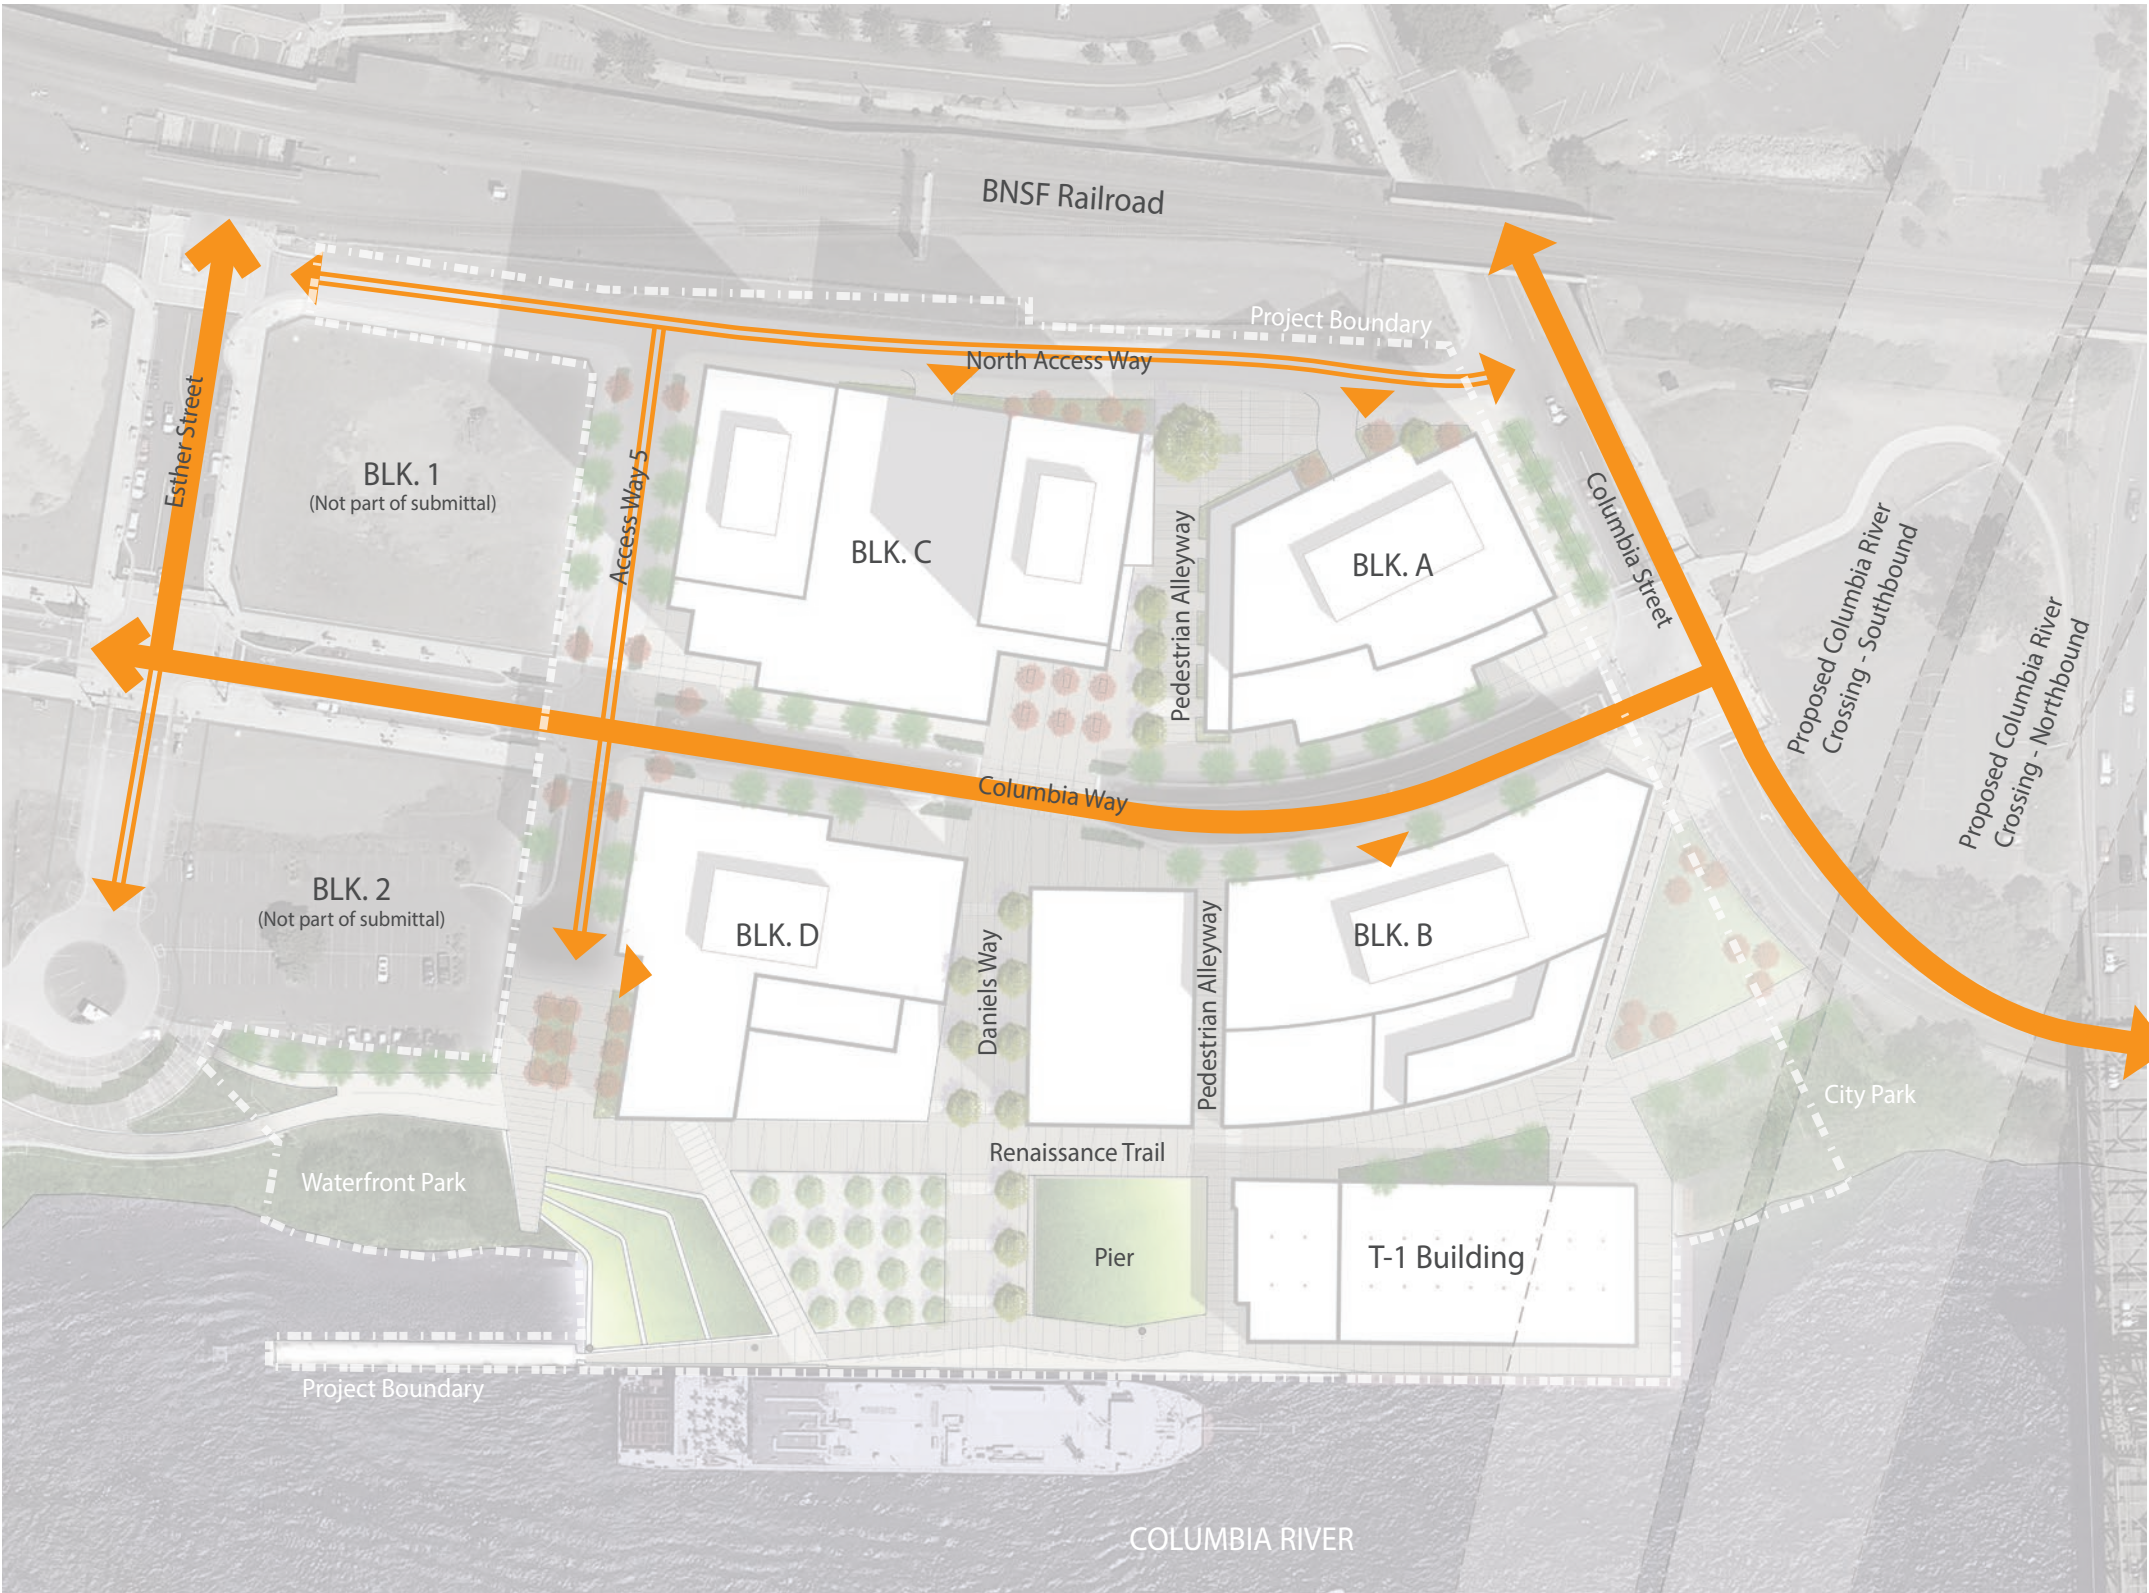 BNSF Railroad
Project Boundary
North Access Way
Esther Street
BLK. 1
(Not part of submittal)
Access Way 5
BLK. C
Pedestrian Alleyway
BLK. A
Columbia Street
Proposed Columbia River
Crossing - Southbound
Proposed Columbia River
Crossing - Northbound
Columbia Way
BLK. 2
(Not part of submittal)
BLK. D
Daniels Way
Pedestrian Alleyway
BLK. B
City Park
Renaissance Trail
Waterfront Park
Pier
T-1 Building
Project Boundary
COLUMBIA RIVER